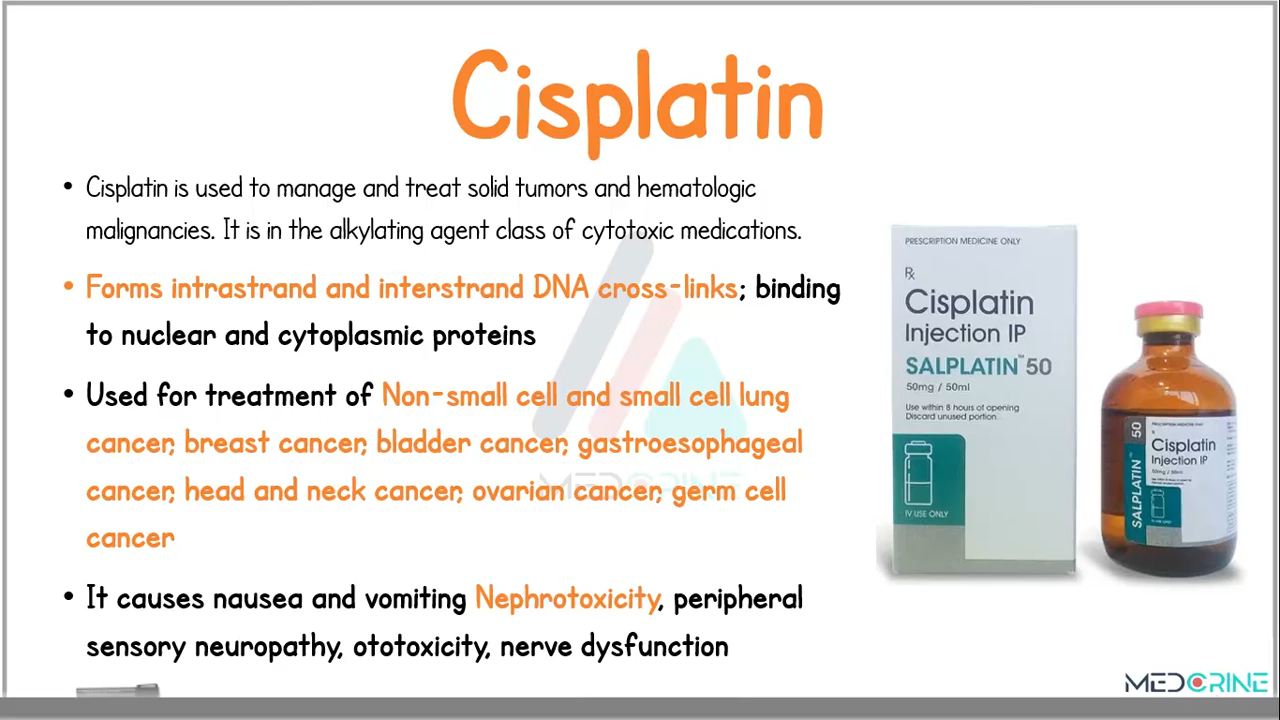 Cisplatin
• Cisplatin is used to manage and treat solid tumors and hematologic
malignancies. It is in the alkylating agent class of cytotoxic medications.
• Forms intrastrand and interstrand DNA cross-links; binding
to nuclear and cytoplasmic proteins
• Used for treatment of Non-small cell and small cell lung
cancer, breast cancer, bladder cancer, gastroesophageal
cancer, head and neck cancer, ovarian cancer, germ cell
cancer
• It causes nausea and vomiting Nephrotoxicity, peripheral
sensory neuropathy, ototoxicity, nerve dysfunction
PRESCRIPTION MEDICINE ONLY
Rx
Cisplatin
Injection IP
SALPLATIN™ 50
50mg / 50ml
Use within 8 hours of opening
Discard unused portion.
IV USE ONLY
SALPLATIN 50
Cisplatin
Injection IP
50mg / 50ml
MEDCRINE
MEDCRINE